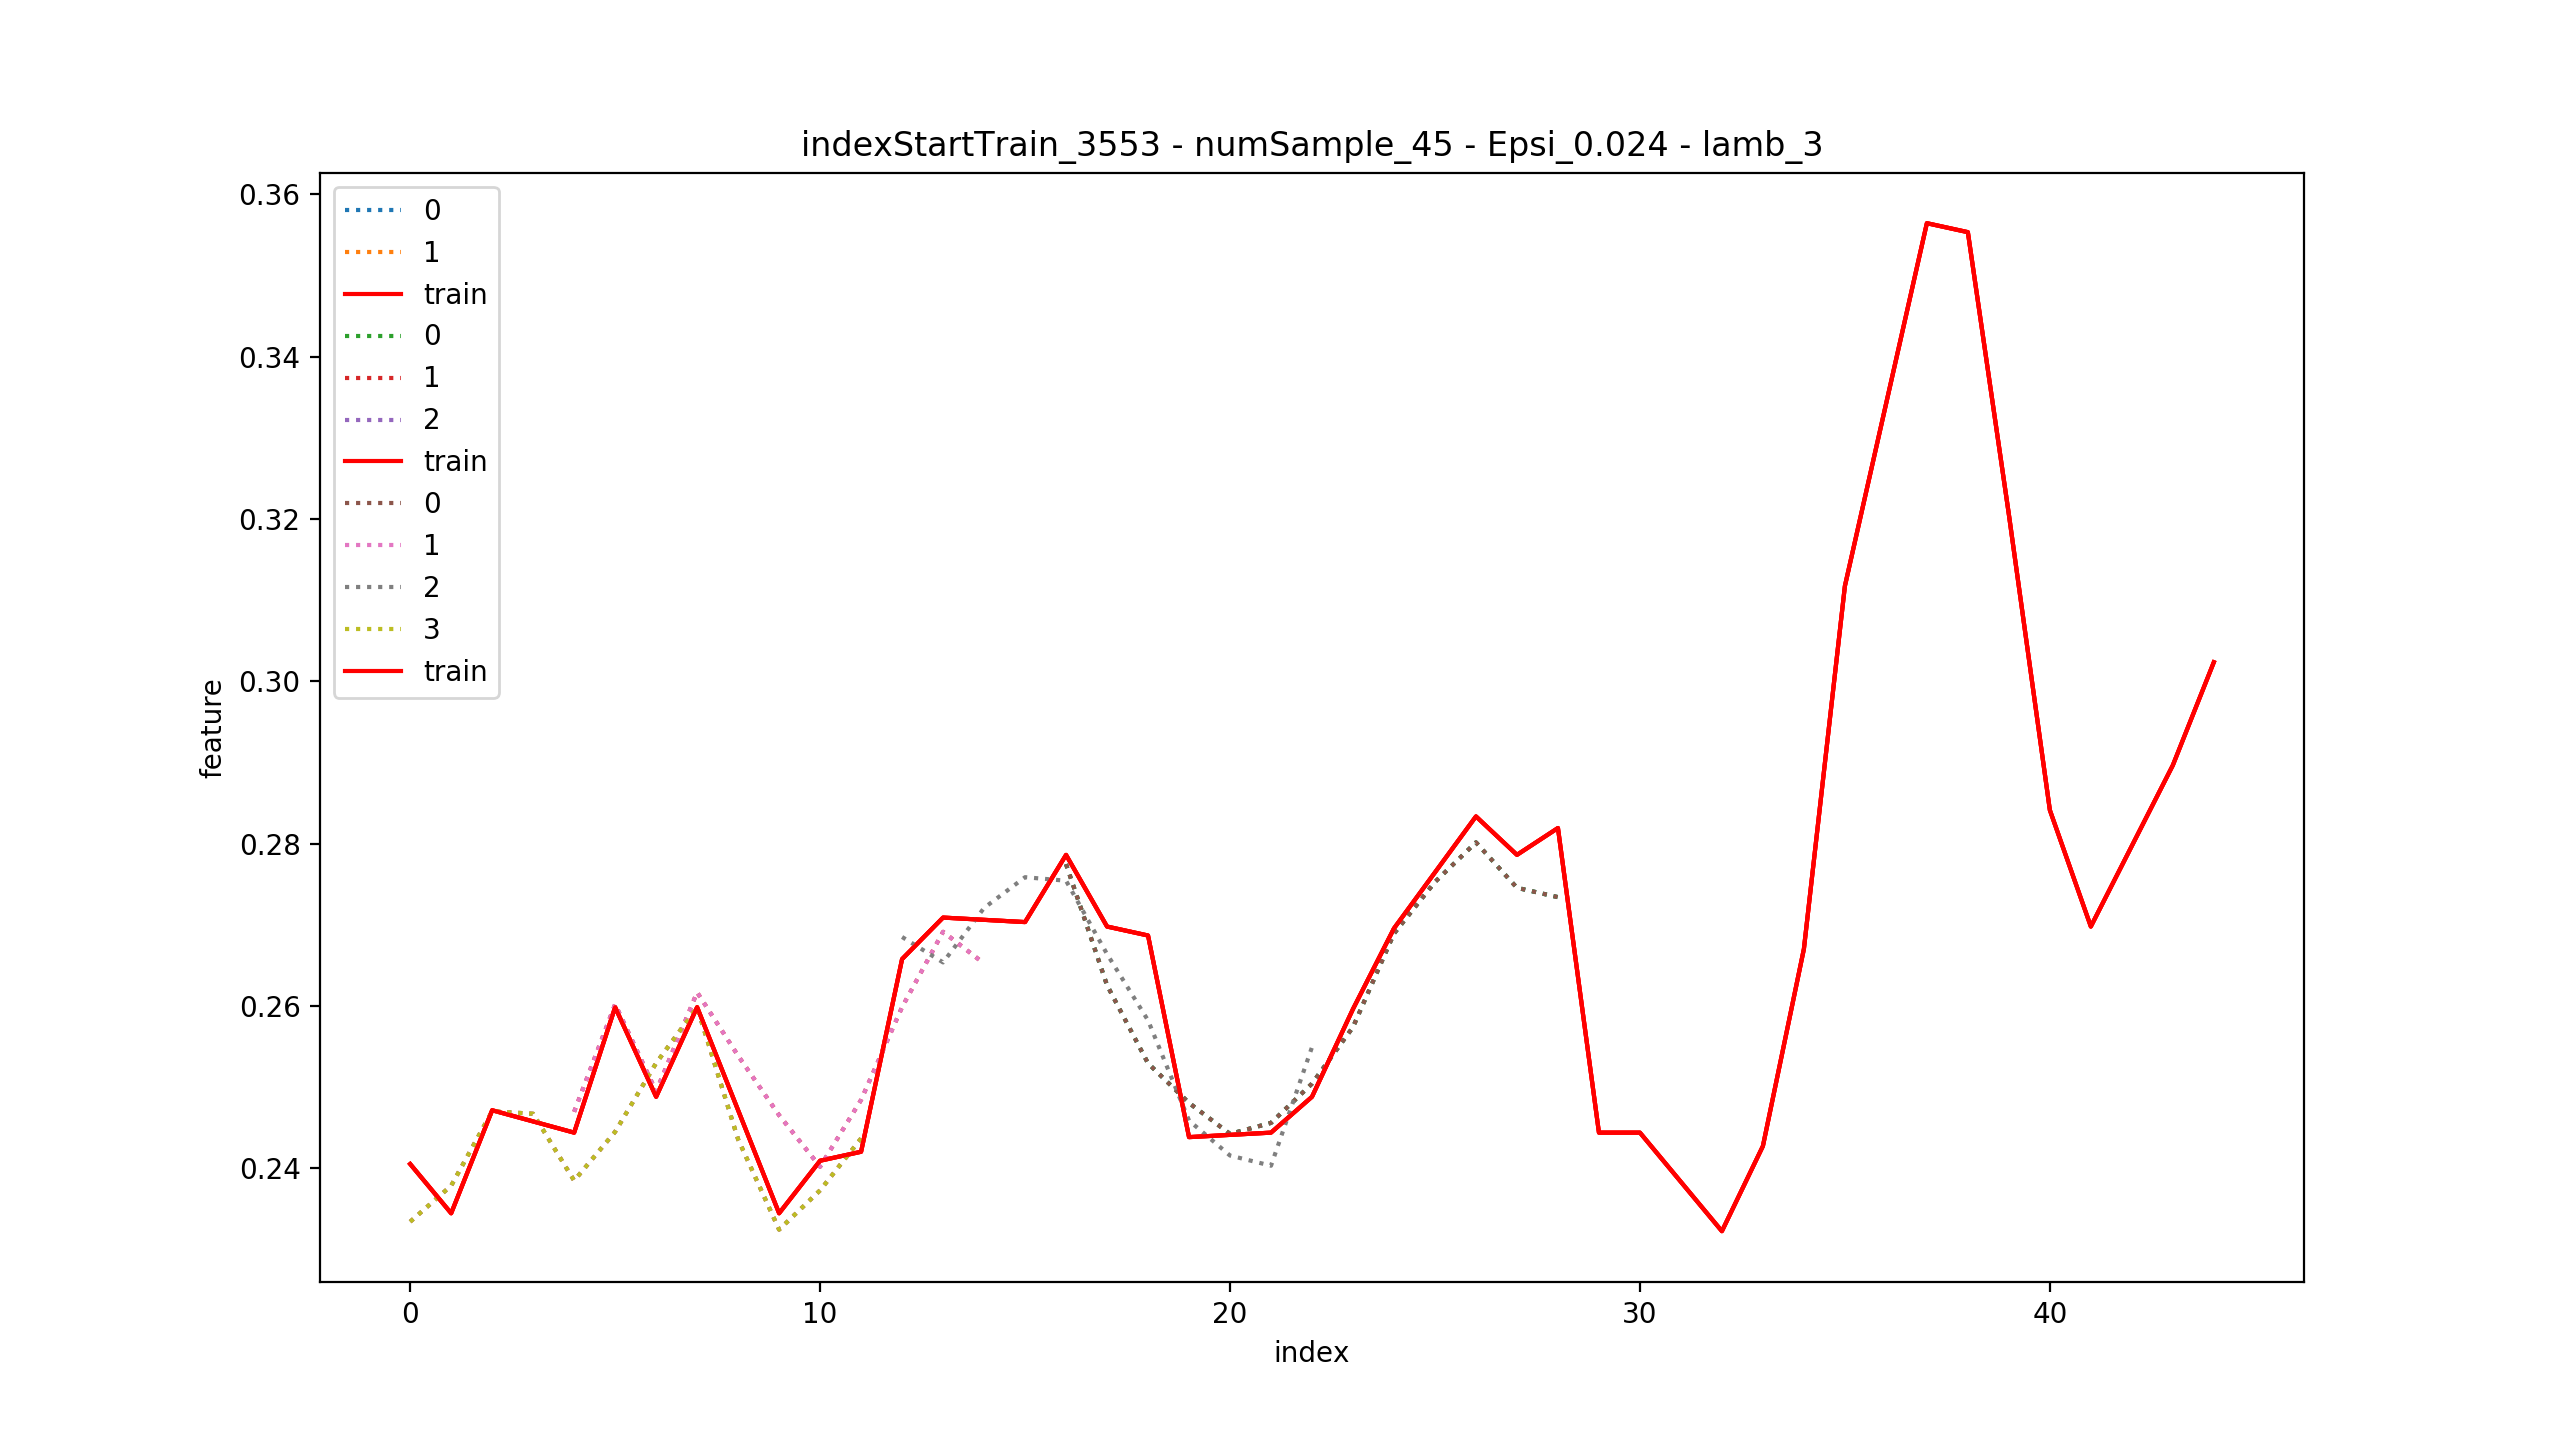 indexStartTrain_3553 - numSample_45 - Epsi_0.024 - lamb_3
0
1
train
0
1
2
train
0
1
2
3
train
feature
0.36
0.34
0.32
0.30
0.28
0.26
0.24
0 10 20 30 40
index